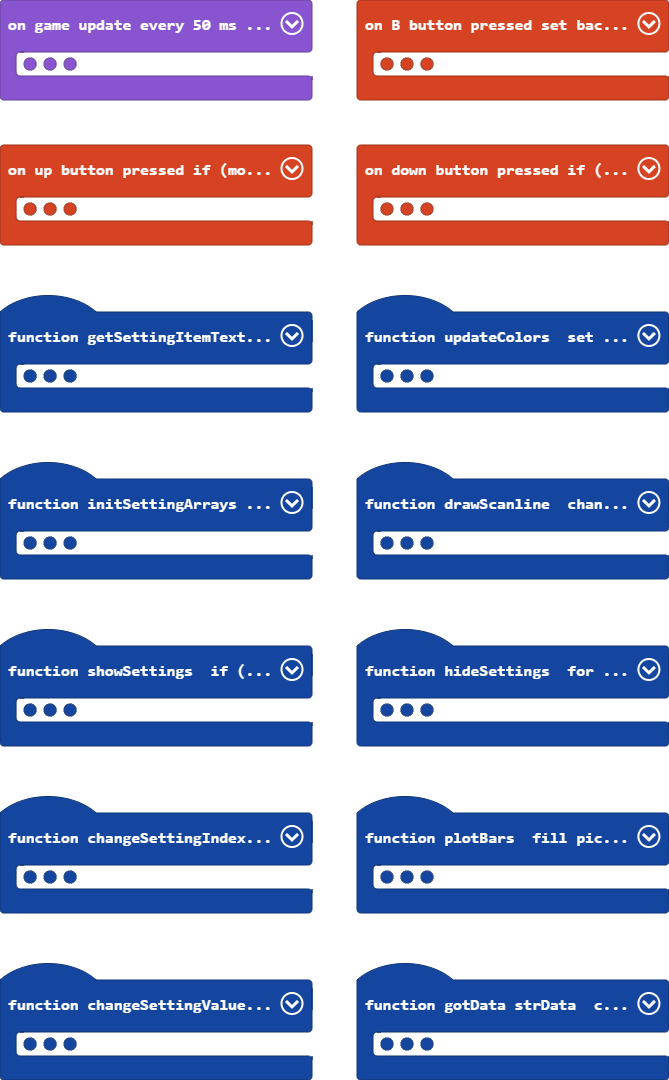 on game update every 50 ms ...
on B button pressed set bac...
on up button pressed if (mo...
on down button pressed if (...
function getSettingItemText...
function updateColors set ...
function initSettingArrays ...
function drawScanline chan...
function showSettings if (...
function hideSettings for ...
function changeSettingIndex...
function plotBars fill pic...
function changeSettingValue...
function gotData strData c...